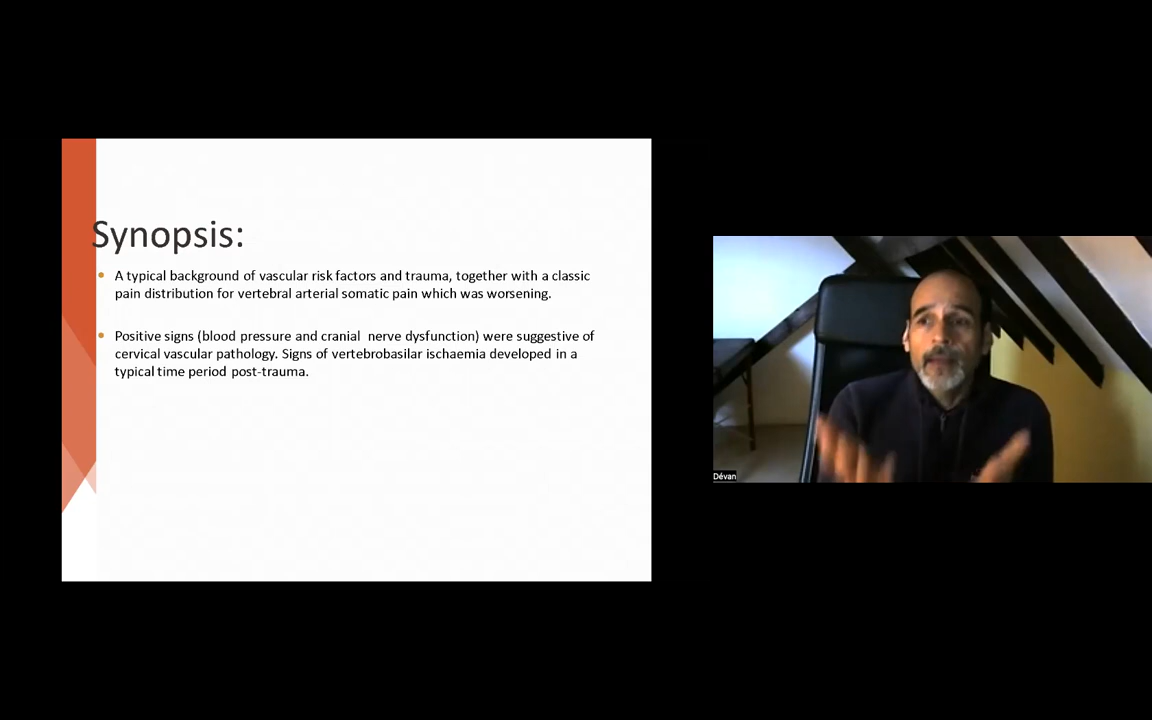 Synopsis:
A typical background of vascular risk factors and trauma, together with a classic
pain distribution for vertebral arterial somatic pain which was worsening.
Positive signs (blood pressure and cranial  nerve dysfunction) were suggestive of
cervical vascular pathology. Signs of vertebrobasilar ischaemia developed in a
typical time period post-trauma.
Dévan